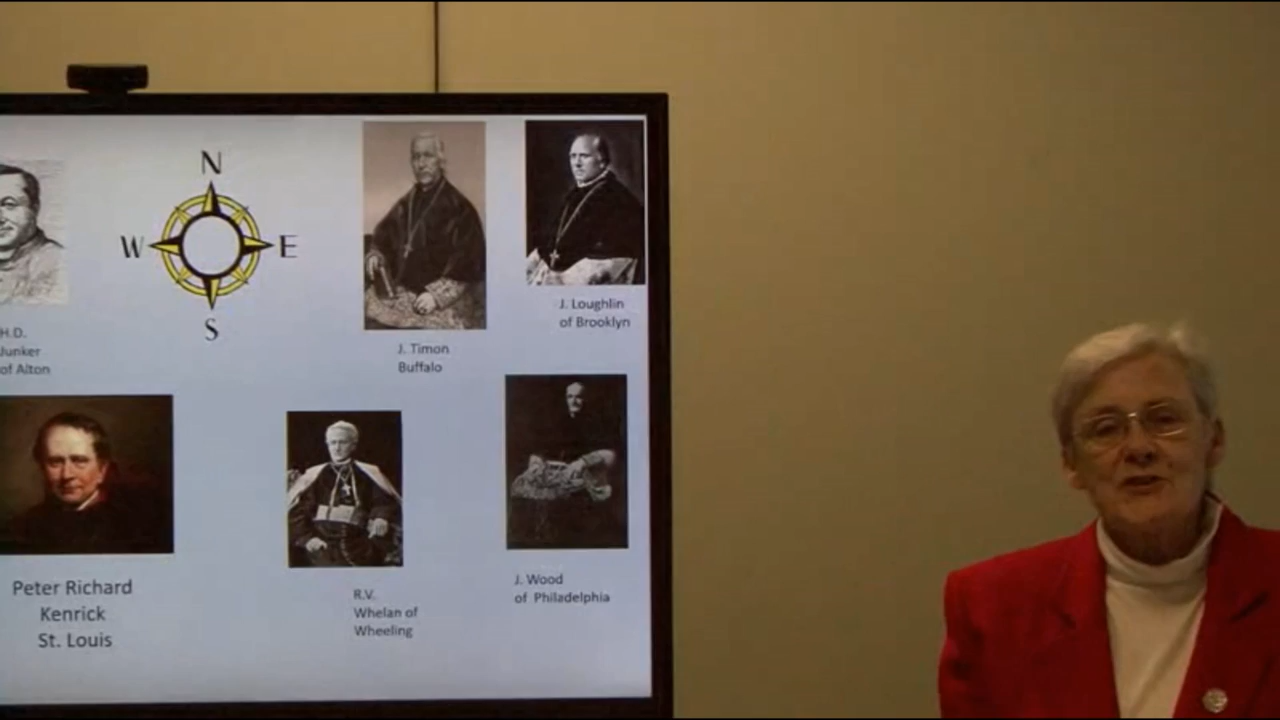 N
W
E
S
H.D.
Junker
of Alton
J. Timon
Buffalo
J. Loughlin
of Brooklyn
Peter Richard
Kenrick
St. Louis
R.V.
Whelan of
Wheeling
J. Wood
of Philadelphia